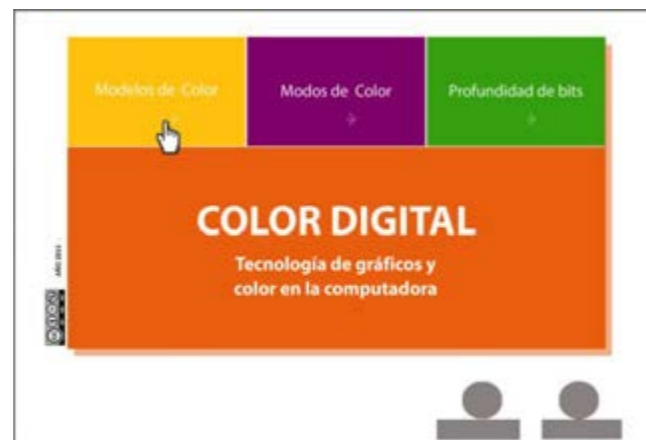 Modelos de Color
Modos de Color
Profundidad de bits
COLOR DIGITAL
Tecnología de gráficos y
color en la computadora